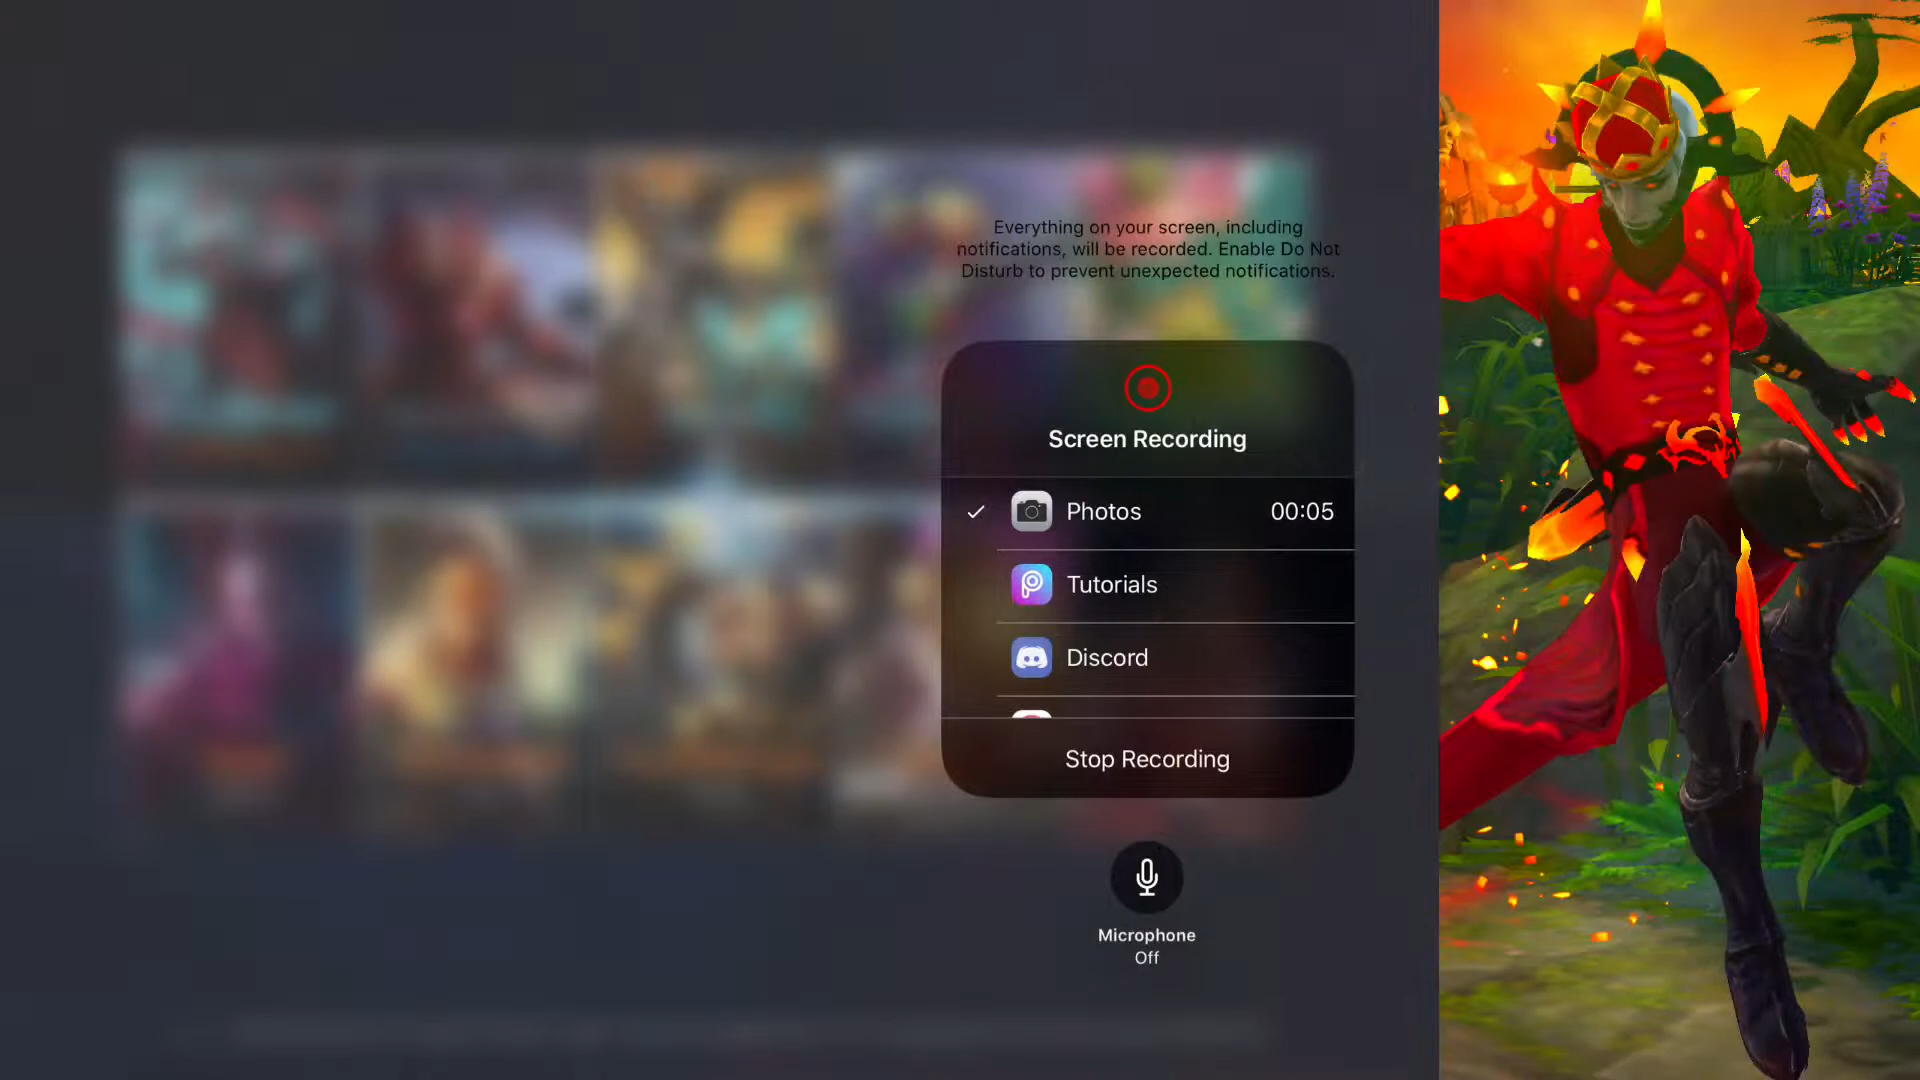 Everything on your screen, including
notifications, will be recorded. Enable Do Not
Disturb to prevent unexpected notifications.
Screen Recording
Photos 00:05
Tutorials
Discord
Stop Recording
Microphone
Off